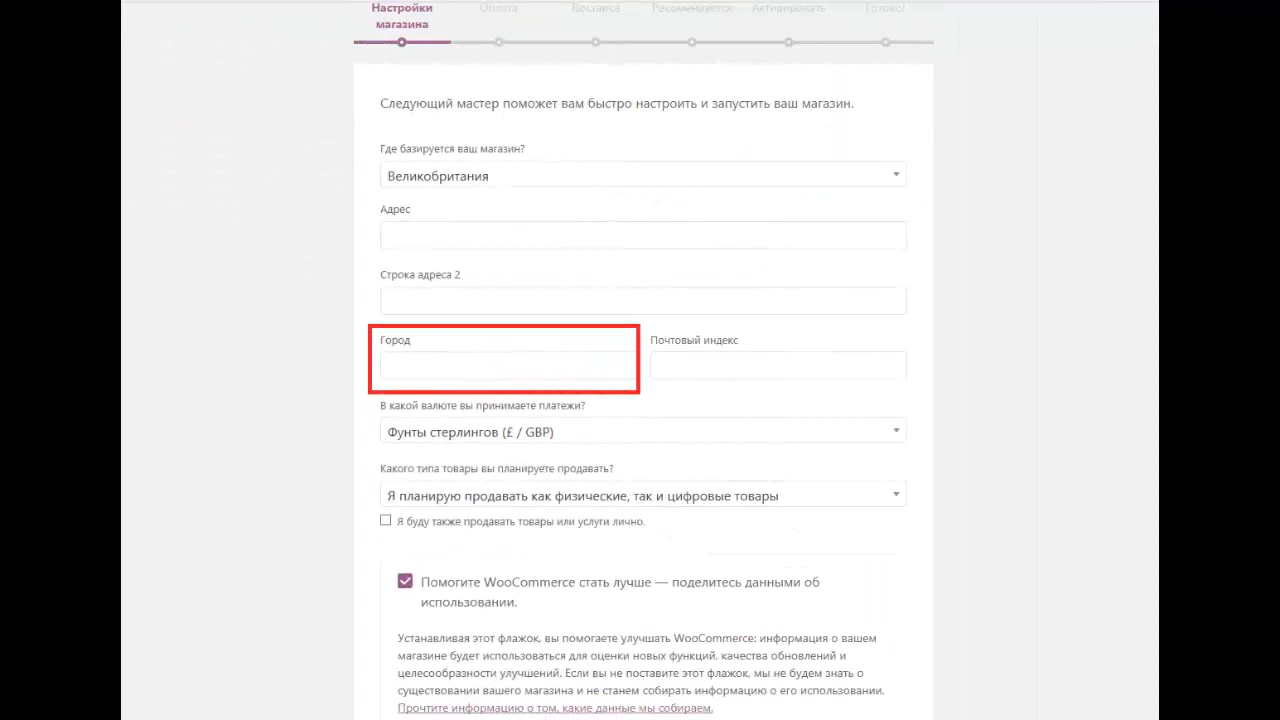 Настройки
магазина
Оплата
Доставка
Рекомендуется
Активировать
Готово!
Следующий мастер поможет вам быстро настроить и запустить ваш магазин.
Где базируется ваш магазин?
Великобритания
Адрес
Строка адреса 2
Город
Почтовый индекс
В какой валюте вы принимаете платежи?
Фунты стерлингов (£ / GBP)
Какого типа товары вы планируете продавать?
Я планирую продавать как физические, так и цифровые товары
Я буду также продавать товары или услуги лично.
Помогите WooCommerce стать лучше — поделитесь данными об
использовании.
Устанавливая этот флажок, вы помогаете улучшать WooCommerce: информация о вашем
магазине будет использоваться для оценки новых функций. качества обновлений и
целесообразности улучшений. Если вы не поставите этот флажок, мы не будем знать о
существовании вашего магазина и не станем собирать информацию о его использовании.
Прочтите информацию о том, какие данные мы собираем.